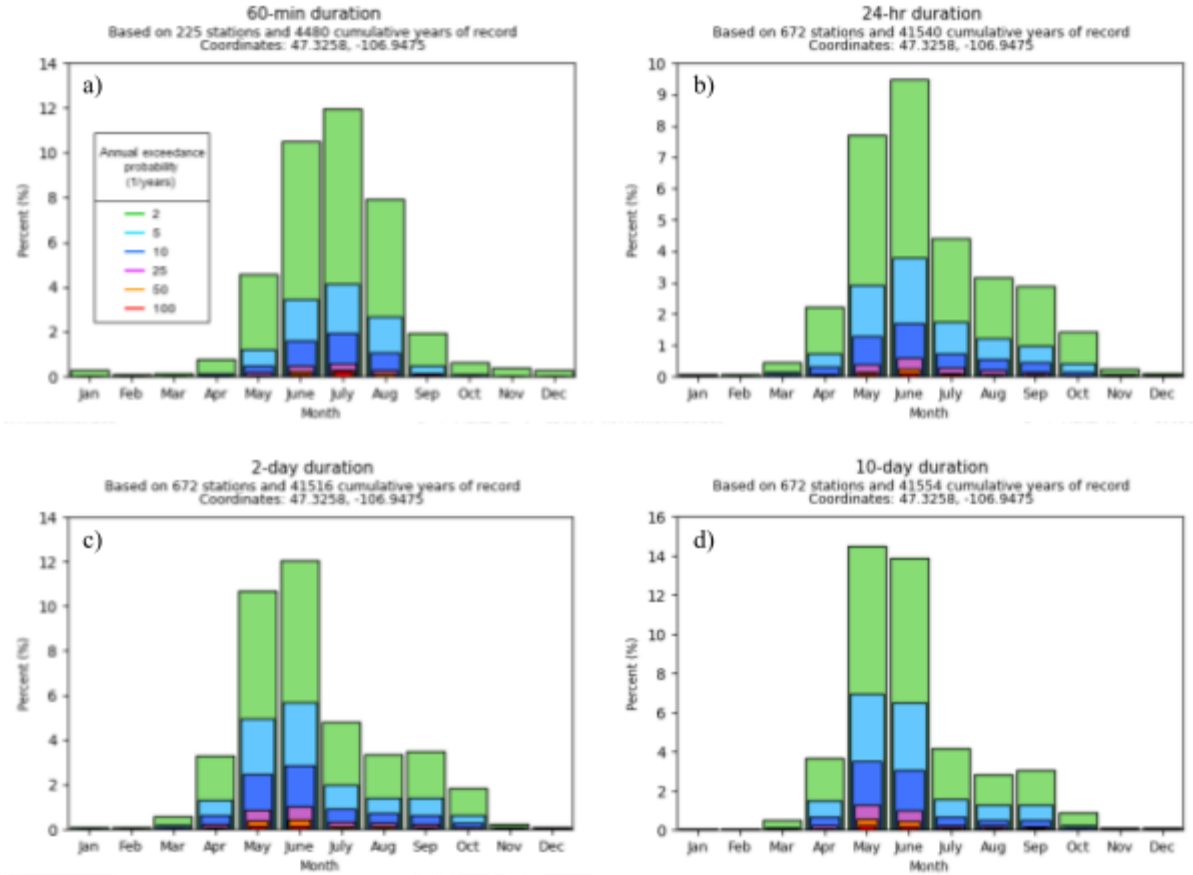 60-min duration
Based on 225 stations and 4480 cumulative years of record
Coordinates: 47.3258, -106.9475
a)
14
12
10
8
6
4
2
0
Percent (%)
Annual exceedance
probability
(1/years)
2
5
10
25
50
100
Jan Feb Mar Apr May June July Aug Sep Oct Nov Dec
Month
24-hr duration
Based on 672 stations and 41540 cumulative years of record
Coordinates: 47.3258, -106.9475
b)
10
9
8
7
6
5
4
3
2
1
0
Percent (%)
Jan Feb Mar Apr May June July Aug Sep Oct Nov Dec
Month
2-day duration
Based on 672 stations and 41516 cumulative years of record
Coordinates: 47.3258, -106.9475
c)
14
12
10
8
6
4
2
0
Percent (%)
Jan Feb Mar Apr May June July Aug Sep Oct Nov Dec
Month
10-day duration
Based on 672 stations and 41554 cumulative years of record
Coordinates: 47.3258, -106.9475
d)
16
14
12
10
8
6
4
2
0
Percent (%)
Jan Feb Mar Apr May June July Aug Sep Oct Nov Dec
Month